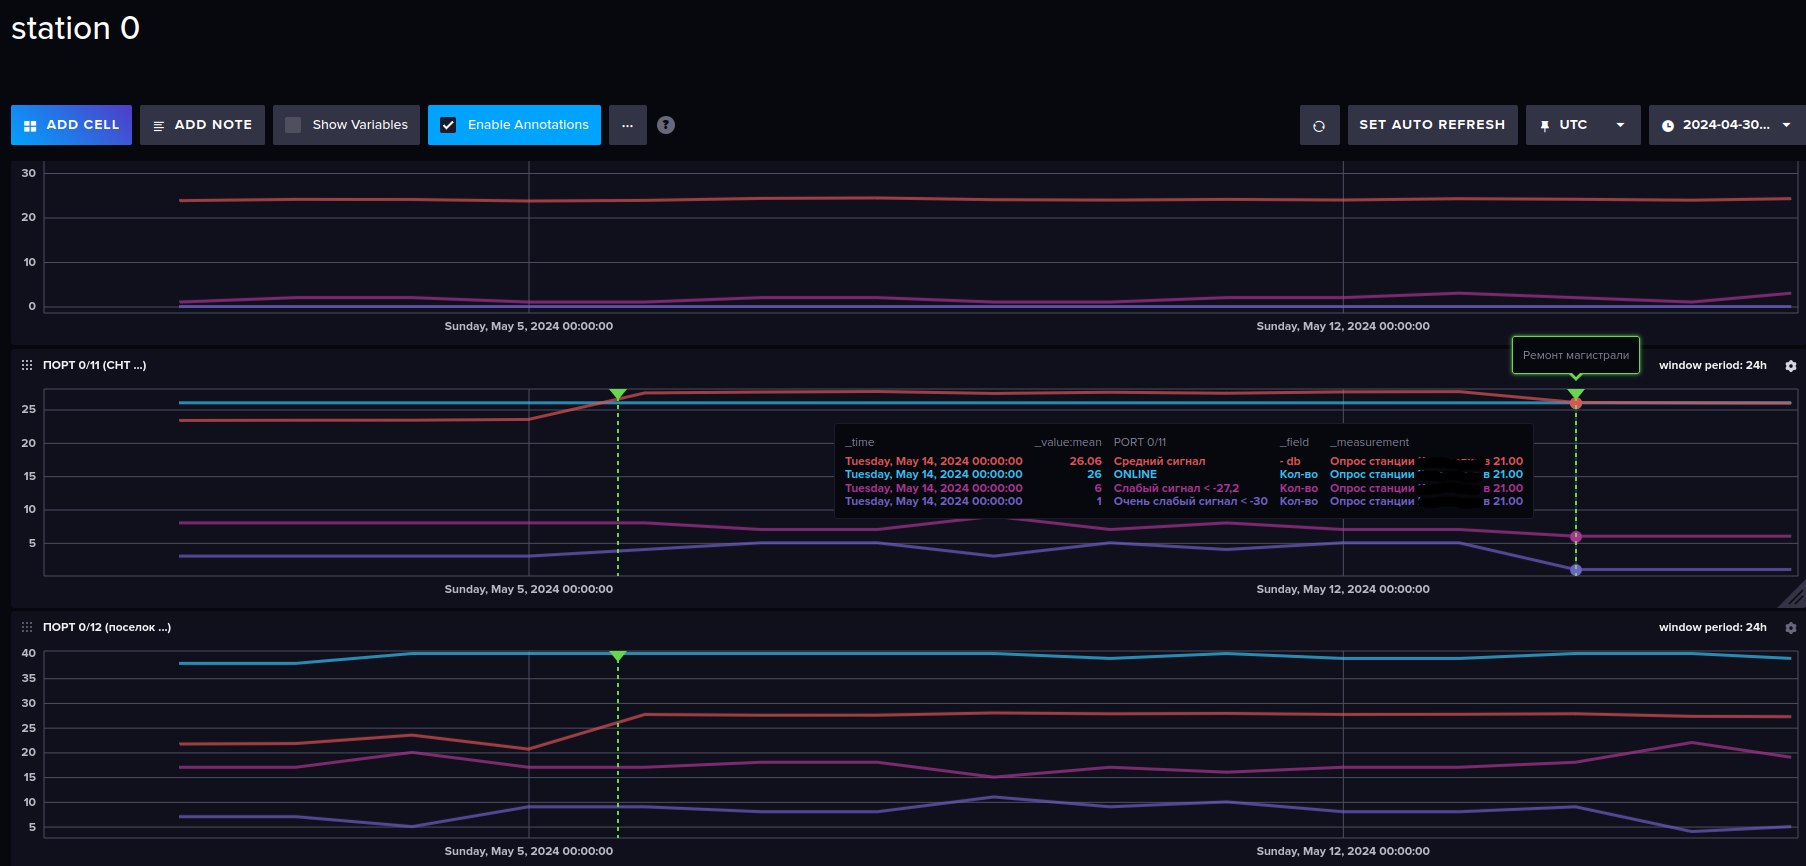 station 0
ADD CELL ADD NOTE Show Variables Enable Annotations ... ? SET AUTO REFRESH UTC 2024-04-30...
30
20
10
0
Sunday, May 5, 2024 00:00:00 Sunday, May 12, 2024 00:00:00
Ремонт магистрали
ПОРТ 0/11 (СНТ ...) window period: 24h
25
20
15
10
5
_time _value:mean PORT 0/11 _field _measurement
Tuesday, May 14, 2024 00:00:00 26.06 Средний сигнал - db Опрос станции в 21.00
Tuesday, May 14, 2024 00:00:00 26 ONLINE Кол-во Опрос станции в 21.00
Tuesday, May 14, 2024 00:00:00 6 Слабый сигнал < -27,2 Кол-во Опрос станции в 21.00
Tuesday, May 14, 2024 00:00:00 1 Очень слабый сигнал < -30 Кол-во Опрос станции в 21.00
Sunday, May 5, 2024 00:00:00 Sunday, May 12, 2024 00:00:00
ПОРТ 0/12 (поселок ...) window period: 24h
40
35
30
25
20
15
10
5
Sunday, May 5, 2024 00:00:00 Sunday, May 12, 2024 00:00:00